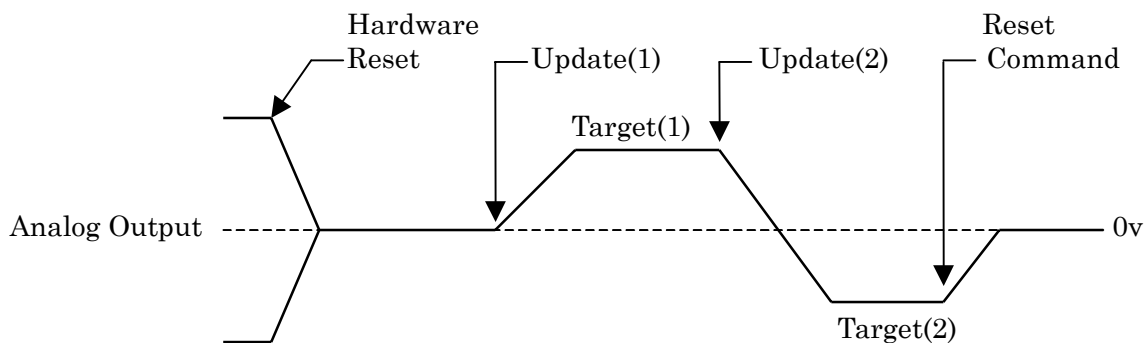 Hardware
Reset
Update(1)
Update(2)
Reset
Command
Target(1)
Analog Output
0v
Target(2)